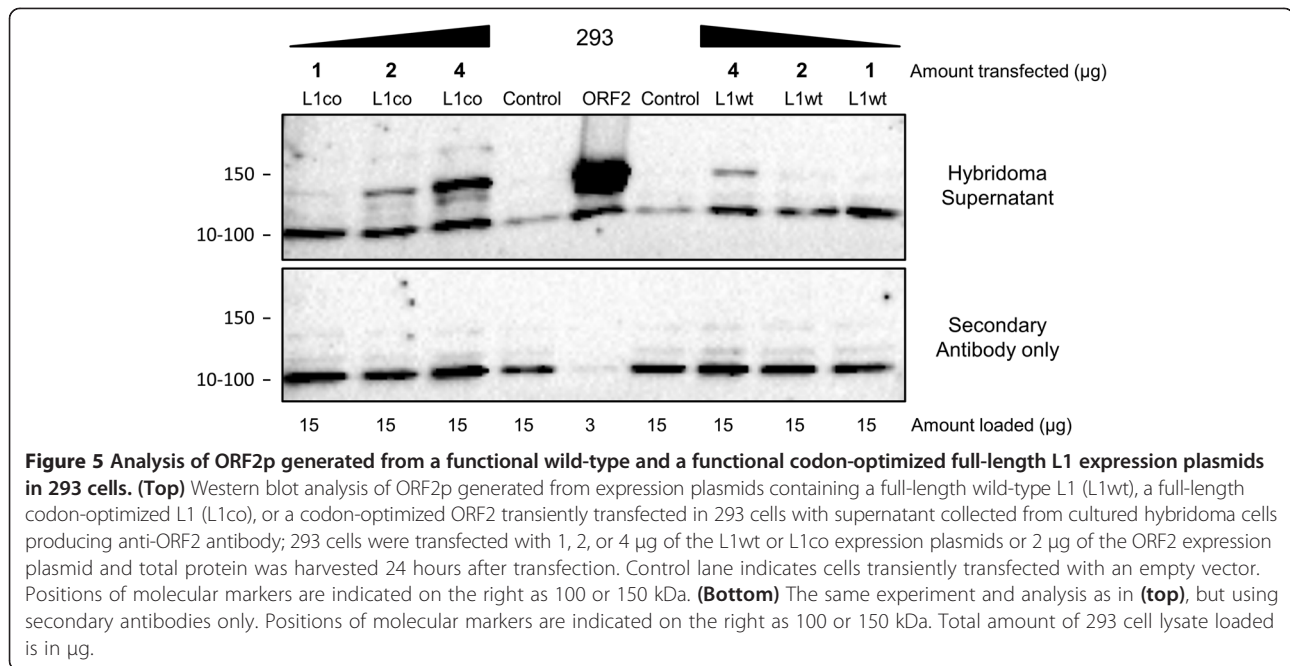 293
1 2 4 4 2 1 Amount transfected (µg)
L1co L1co L1co Control ORF2 Control L1wt L1wt L1wt
150 -
10-100 -
Hybridoma
Supernatant
150 -
10-100 -
Secondary
Antibody only
15 15 15 15 3 15 15 15 15 Amount loaded (µg)
Figure 5 Analysis of ORF2p generated from a functional wild-type and a functional codon-optimized full-length L1 expression plasmids
in 293 cells. (Top) Western blot analysis of ORF2p generated from expression plasmids containing a full-length wild-type L1 (L1wt), a full-length
codon-optimized L1 (L1co), or a codon-optimized ORF2 transiently transfected in 293 cells with supernatant collected from cultured hybridoma cells
producing anti-ORF2 antibody; 293 cells were transfected with 1, 2, or 4 µg of the L1wt or L1co expression plasmids or 2 µg of the ORF2 expression
plasmid and total protein was harvested 24 hours after transfection. Control lane indicates cells transiently transfected with an empty vector.
Positions of molecular markers are indicated on the right as 100 or 150 kDa. (Bottom) The same experiment and analysis as in (top), but using
secondary antibodies only. Positions of molecular markers are indicated on the right as 100 or 150 kDa. Total amount of 293 cell lysate loaded
is in µg.